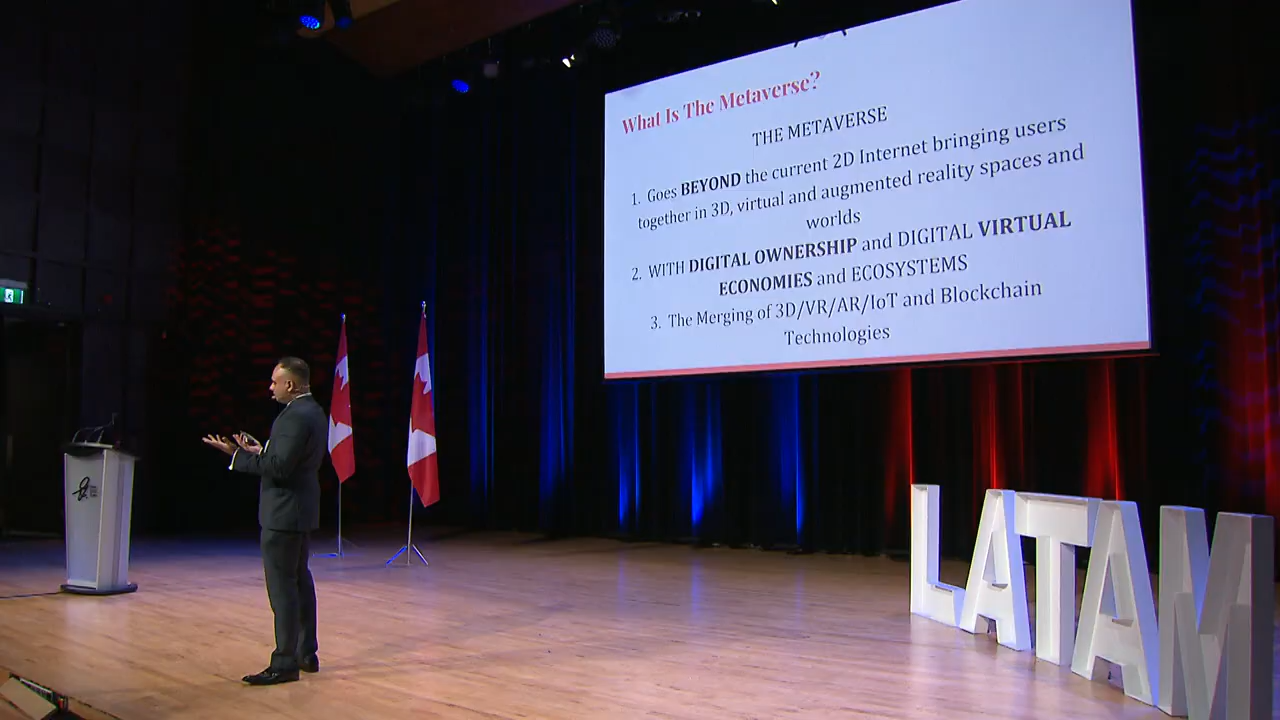 What Is The Metaverse?
THE METAVERSE
1. Goes BEYOND the current 2D Internet bringing users
together in 3D, virtual and augmented reality spaces and
worlds
2. WITH DIGITAL OWNERSHIP and DIGITAL VIRTUAL
ECONOMIES and ECOSYSTEMS
3. The Merging of 3D/VR/AR/IoT and Blockchain
Technologies
LATAM